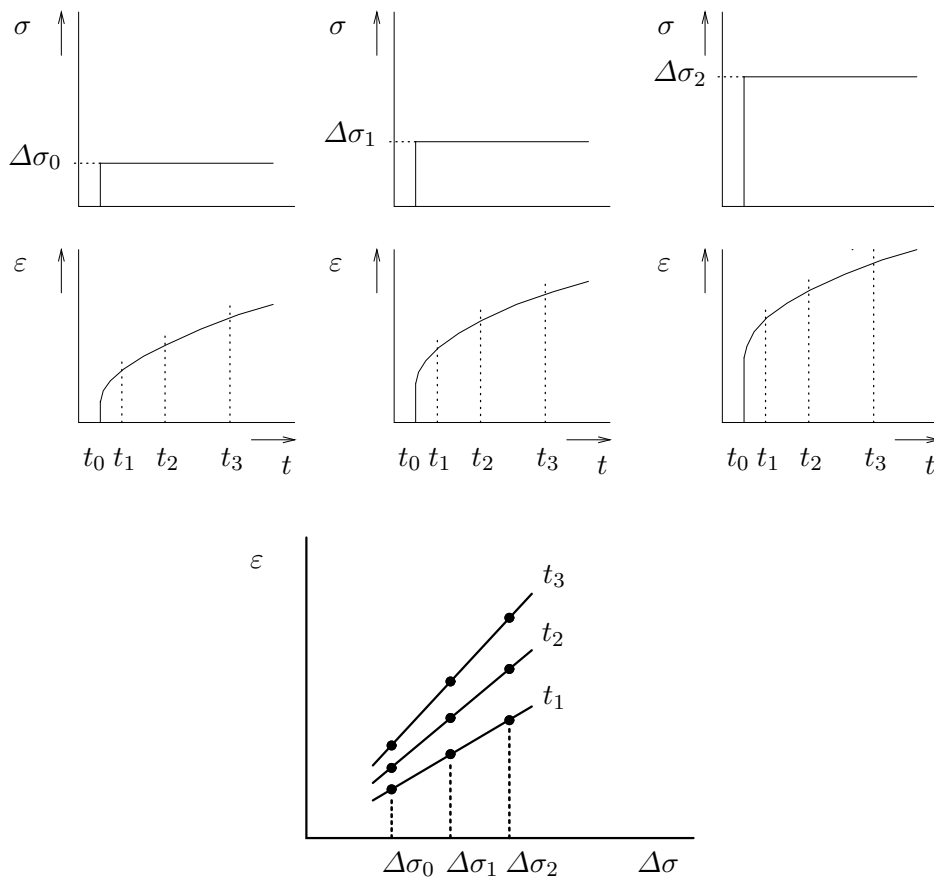 σ σ σ
Δσ₀ Δσ₁ Δσ₂
ε ε ε
t₀ t₁ t₂ t₃ t t₀ t₁ t₂ t₃ t t₀ t₁ t₂ t₃ t
ε
t₃
t₂
t₁
Δσ₀ Δσ₁ Δσ₂ Δσ